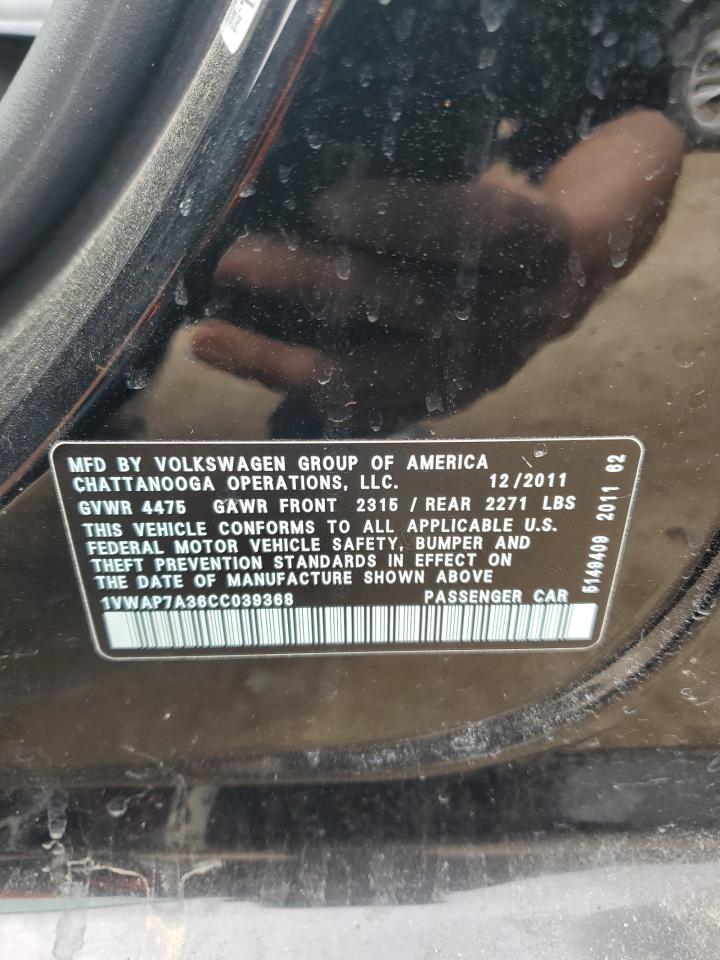 MFD BY VOLKSWAGEN GROUP OF AMERICA
CHATTANOOGA OPERATIONS, LLC. 12/2011
GVWR 4475 GAWR FRONT 2315 / REAR 2271 LBS
THIS VEHICLE CONFORMS TO ALL APPLICABLE U.S.
FEDERAL MOTOR VEHICLE SAFETY, BUMPER AND
THEFT PREVENTION STANDARDS IN EFFECT ON
THE DATE OF MANUFACTURE SHOWN ABOVE
1VWAP7A36CC039368 PASSENGER CAR
5149409 2011 62